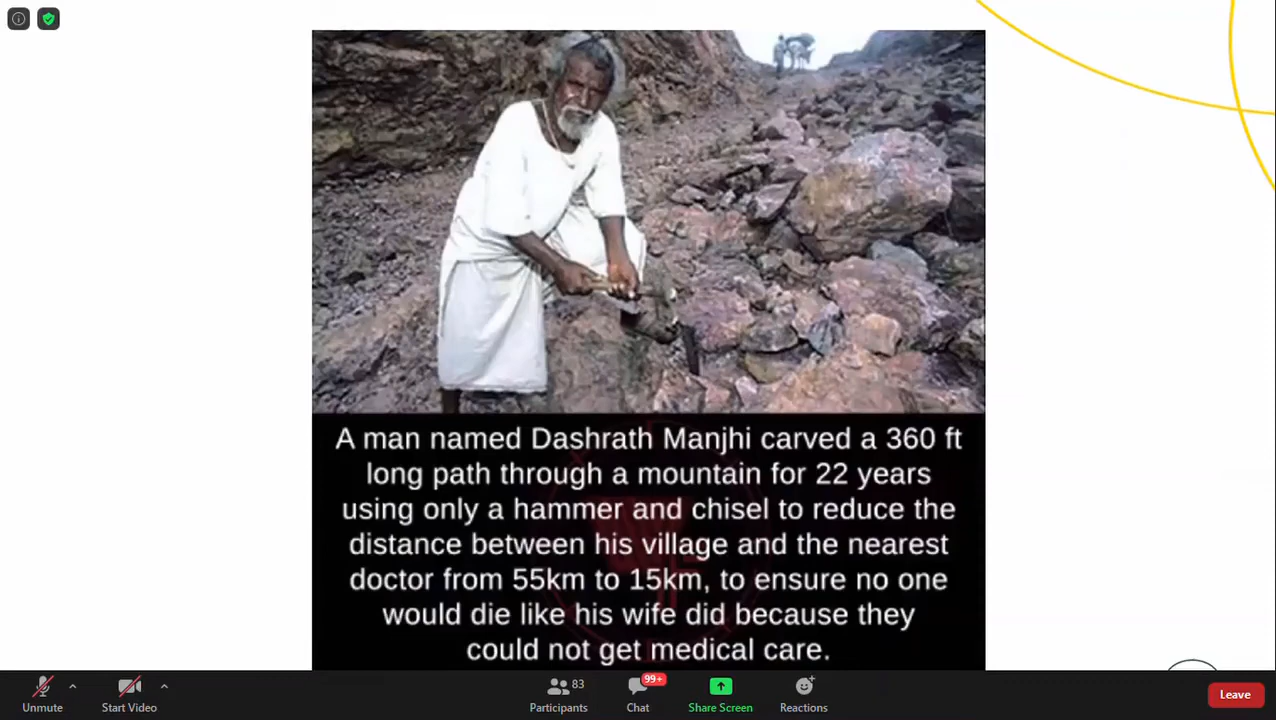 A man named Dashrath Manjhi carved a 360 ft
long path through a mountain for 22 years
using only a hammer and chisel to reduce the
distance between his village and the nearest
doctor from 55km to 15km, to ensure no one
would die like his wife did because they
could not get medical care.
83
99+
Unmute
Start Video
Participants
Chat
Share Screen
Reactions
Leave